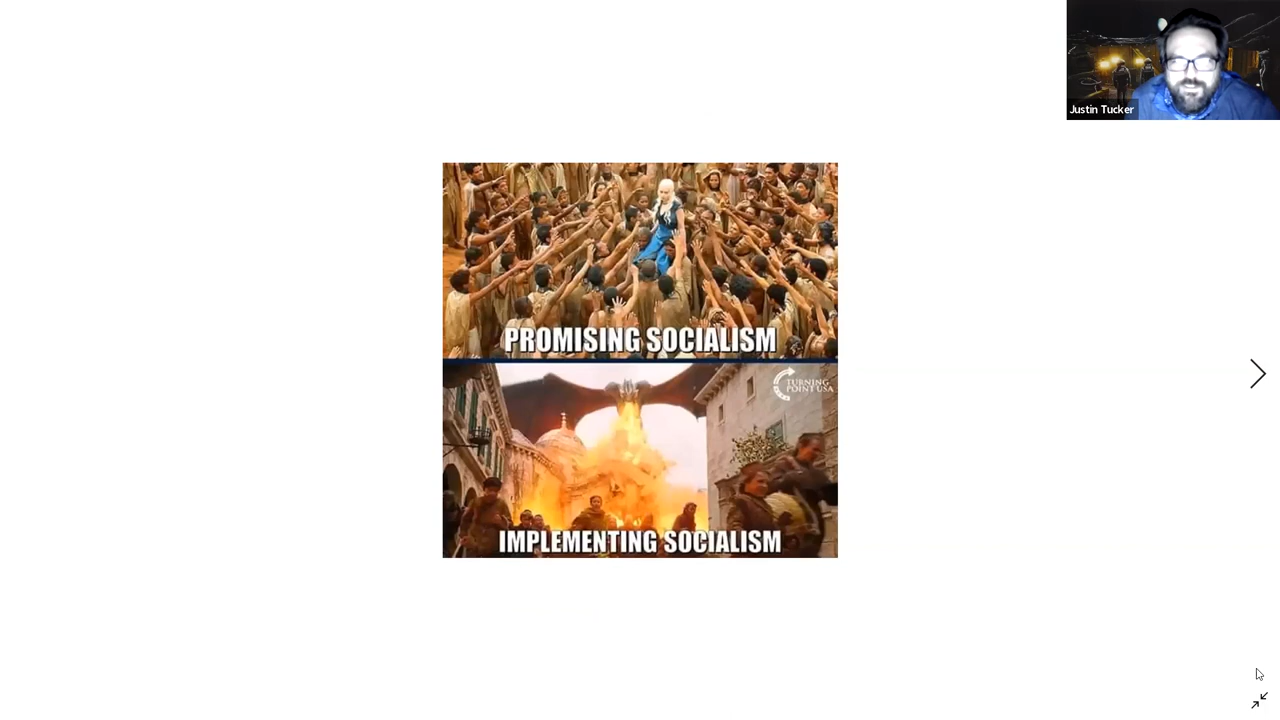 Justin Tucker
PROMISING SOCIALISM
TURNING
POINT USA
IMPLEMENTING SOCIALISM